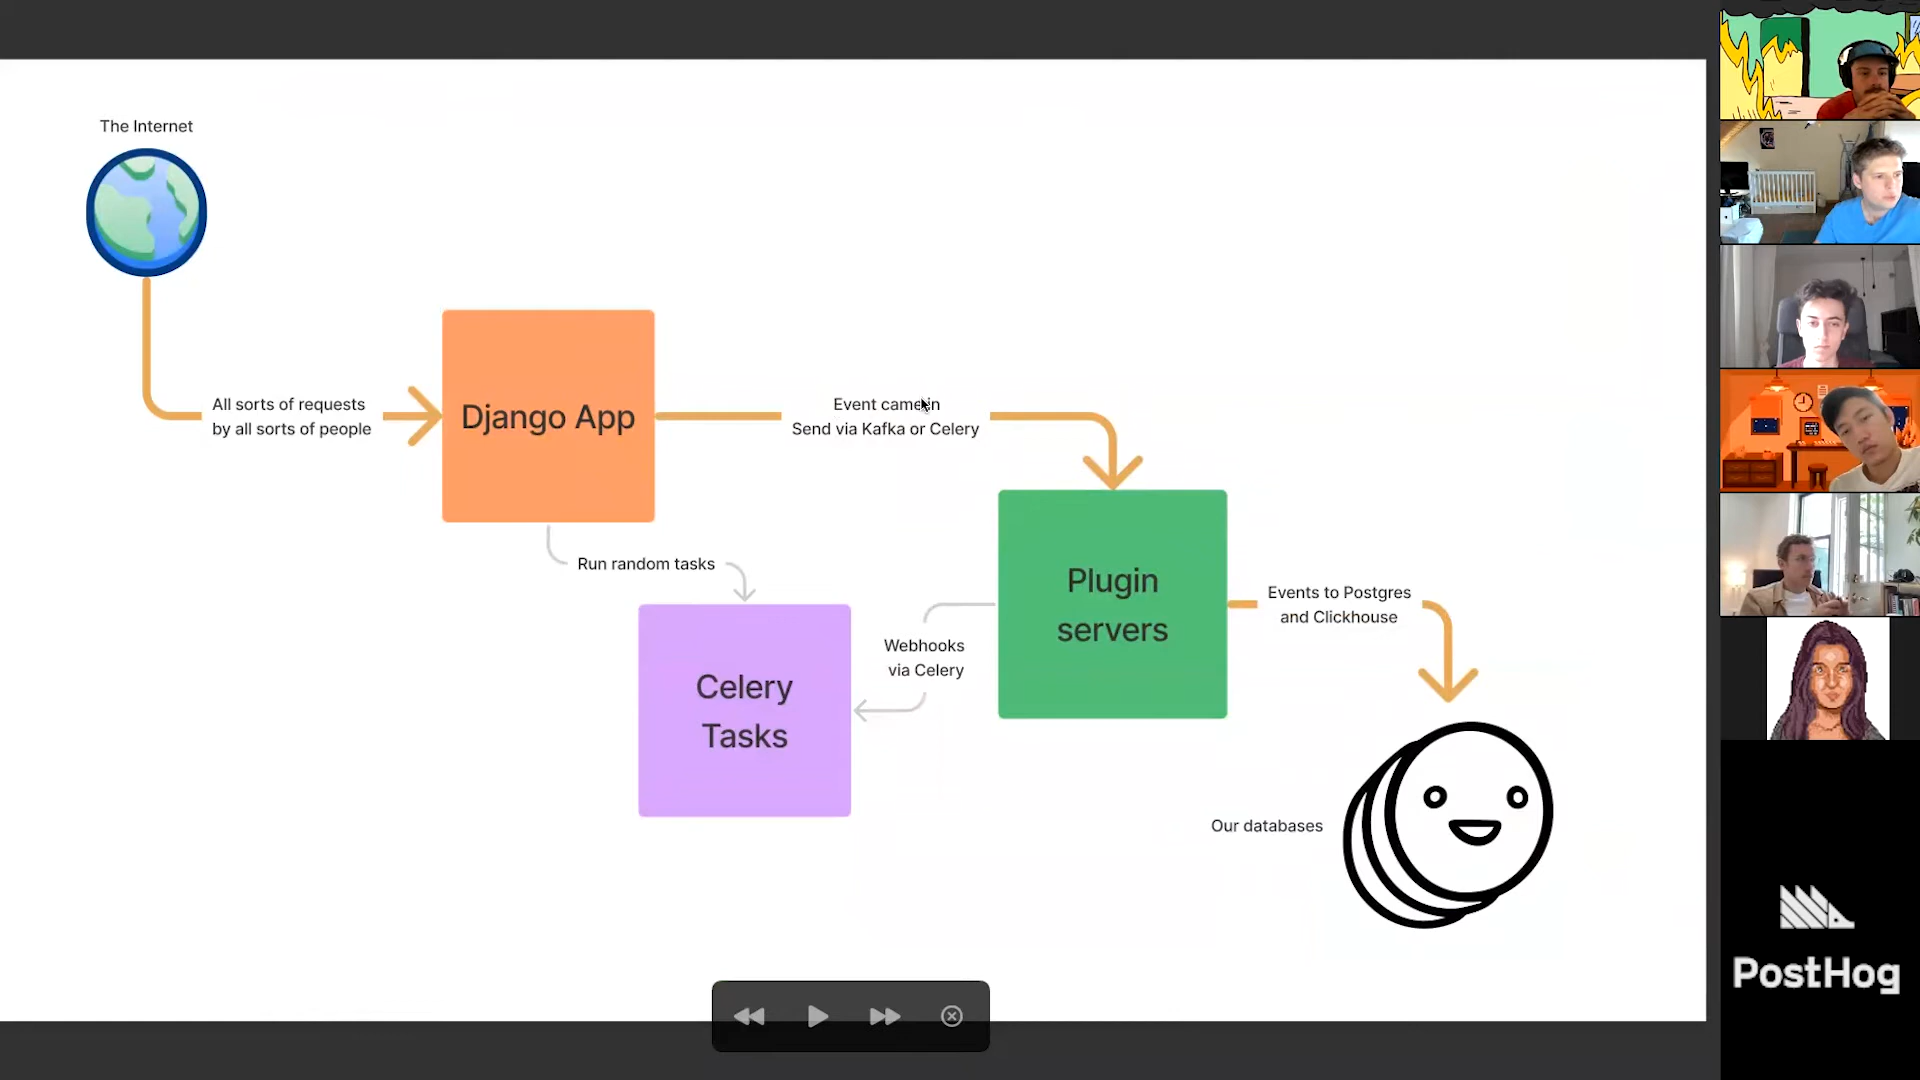 The Internet
All sorts of requests
by all sorts of people
Django App
Event came in
Send via Kafka or Celery
Run random tasks
Plugin
servers
Events to Postgres
and Clickhouse
Webhooks
via Celery
Celery
Tasks
Our databases
PostHog